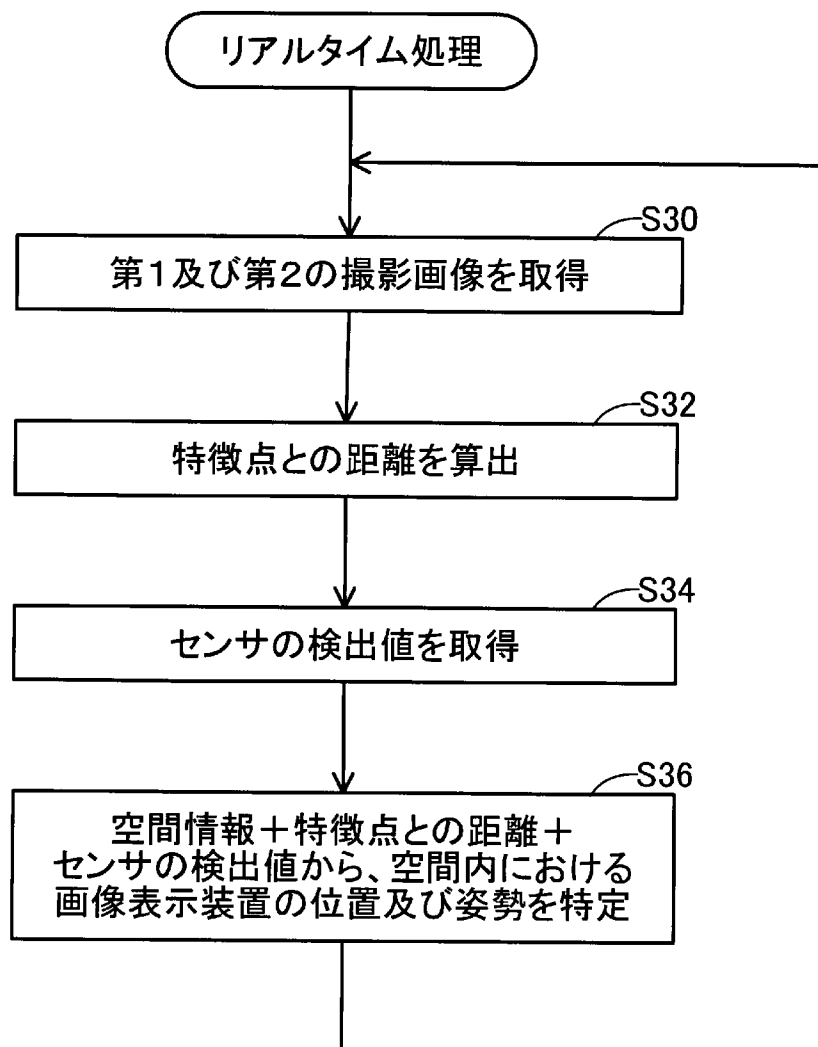 リアルタイム処理
S30
第1及び第2の撮影画像を取得
S32
特徴点との距離を算出
S34
センサの検出値を取得
S36
空間情報+特徴点との距離+
センサの検出値から、空間内における
画像表示装置の位置及び姿勢を特定